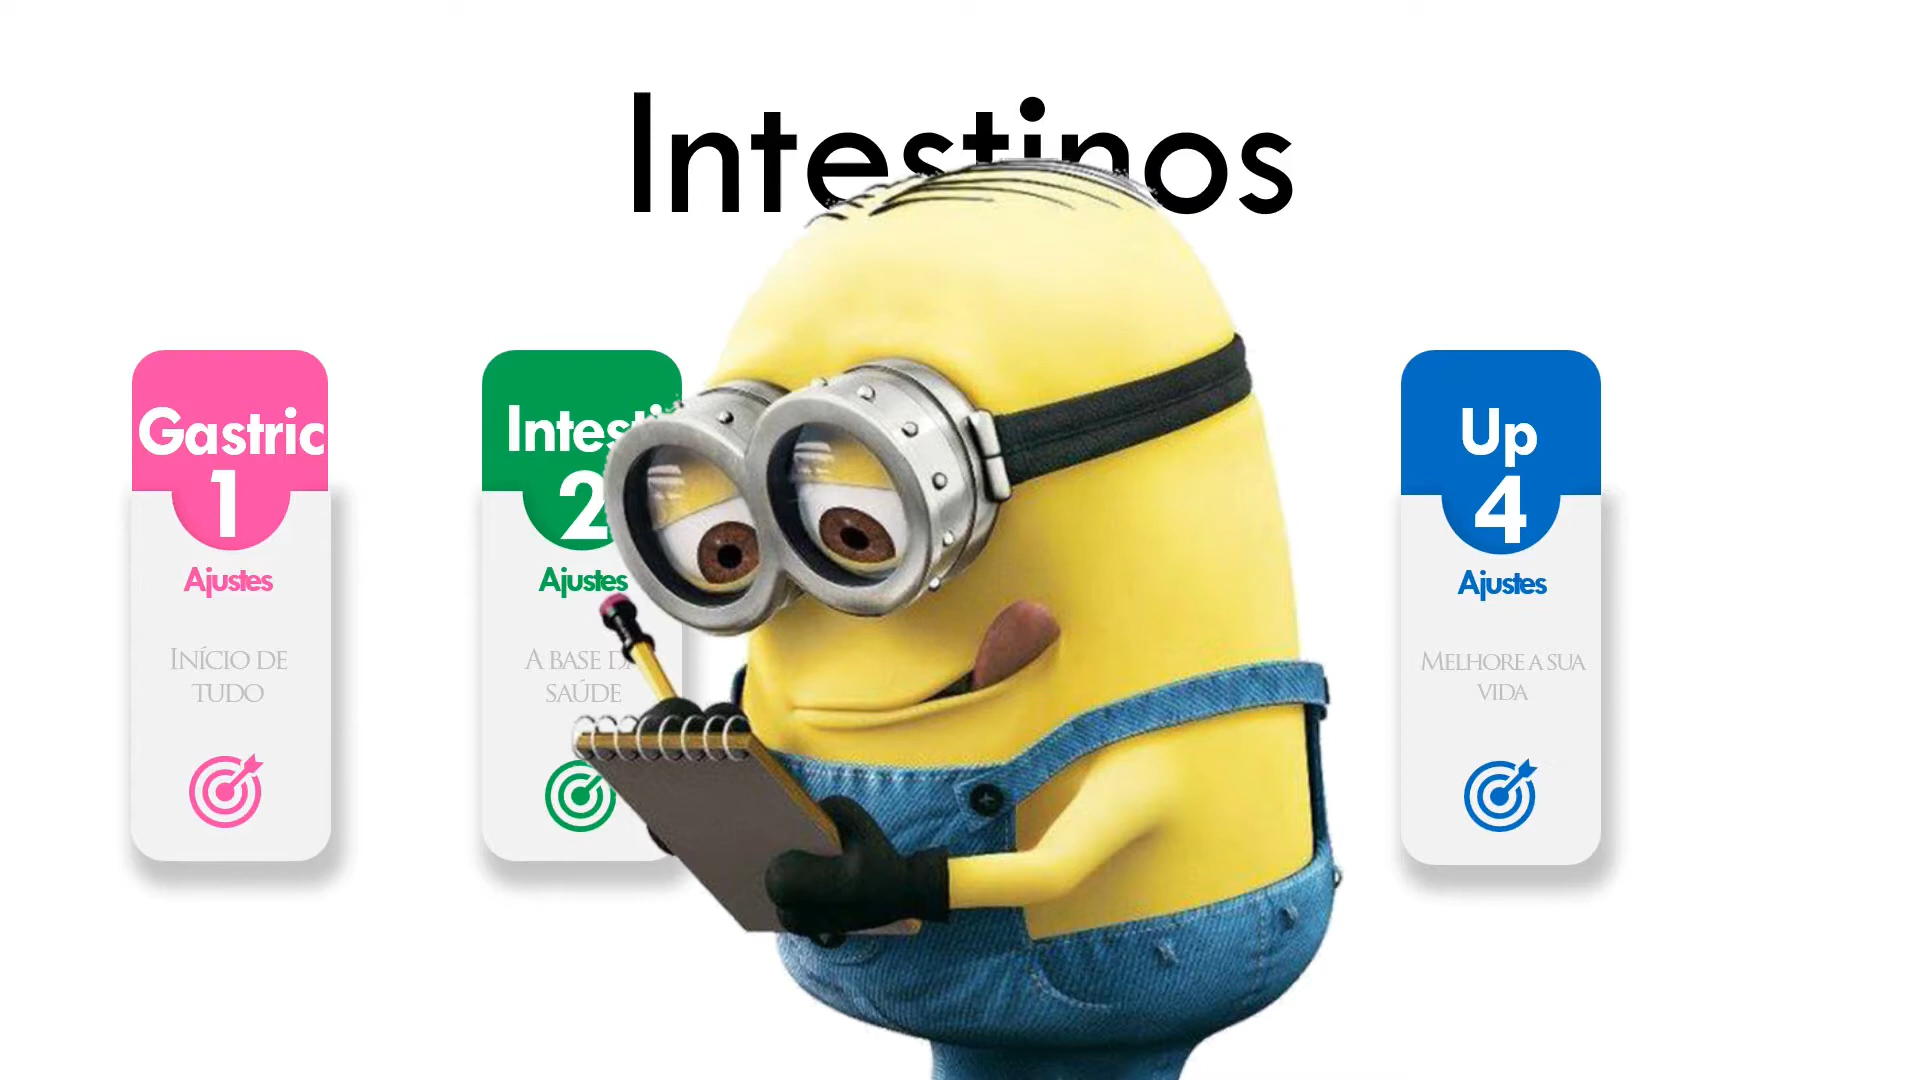 Intestinos
Gastric
1
Ajustes
INÍCIO DE
TUDO
2
Ajustes
A BASE
SAÚDE
Up
4
Ajustes
MELHORE A SUA
VIDA